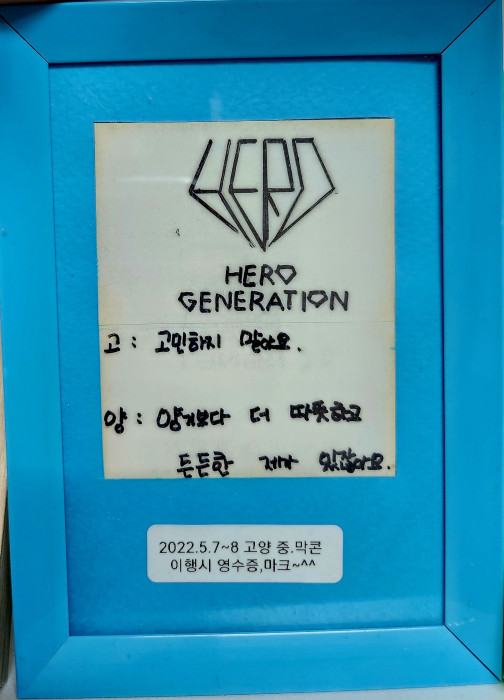 HERO
HERO
GENERATION
고 : 고민하지 말아요.
양 : 양지보다 더 따뜻하고
든든한 제가 있잖아요.
2022.5.7~8 고양 중.막콘
이행시 영수증,마크~^^